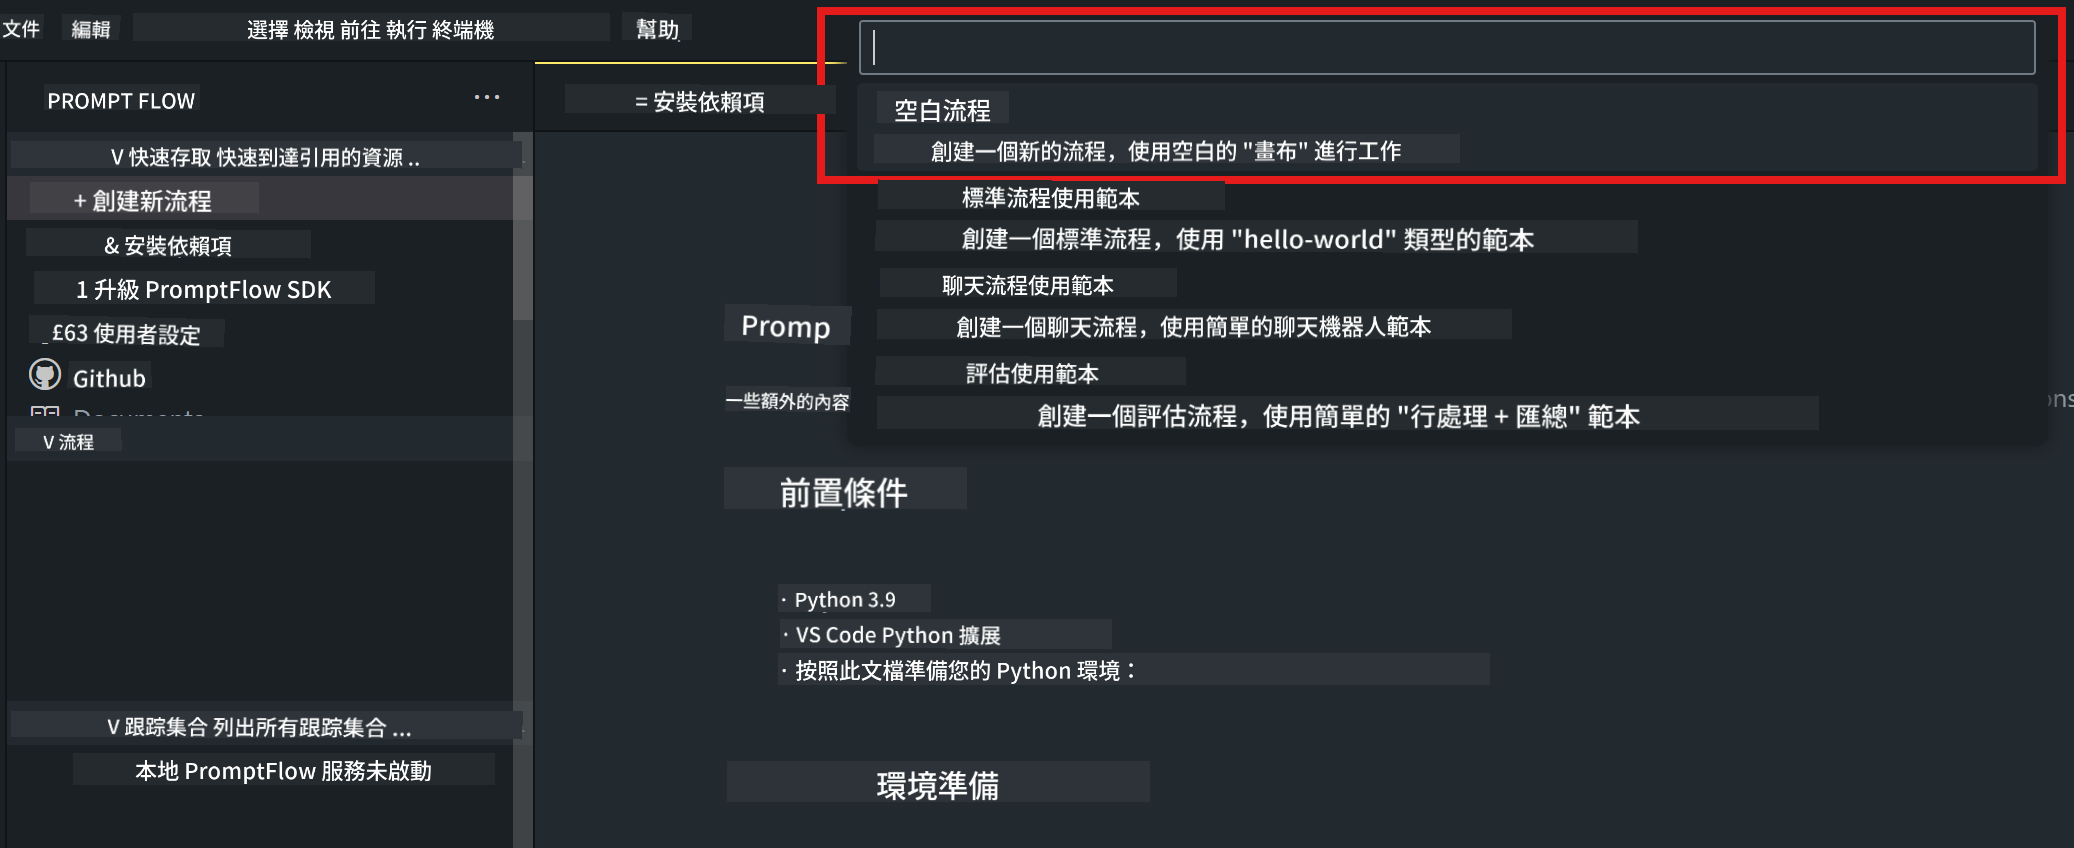 文件 編輯 選擇 檢視 前往 執行 終端機 幫助
PROMPT FLOW ...
V 快速存取 快速到達引用的資源 ..
+ 創建新流程
& 安裝依賴項
1 升級 PromptFlow SDK
£63 使用者設定
Github
Documents
V 流程
V 跟踪集合 列出所有跟踪集合 ...
本地 PromptFlow 服務未啟動
= 安裝依賴項
空白流程
創建一個新的流程，使用空白的 "畫布" 進行工作
標準流程使用範本
創建一個標準流程，使用 "hello-world" 類型的範本
聊天流程使用範本
創建一個聊天流程，使用簡單的聊天機器人範本
評估使用範本
創建一個評估流程，使用簡單的 "行處理 + 匯總" 範本
Promp
一些額外的內容
前置條件
· Python 3.9
· VS Code Python 擴展
· 按照此文檔準備您的 Python 環境：
環境準備